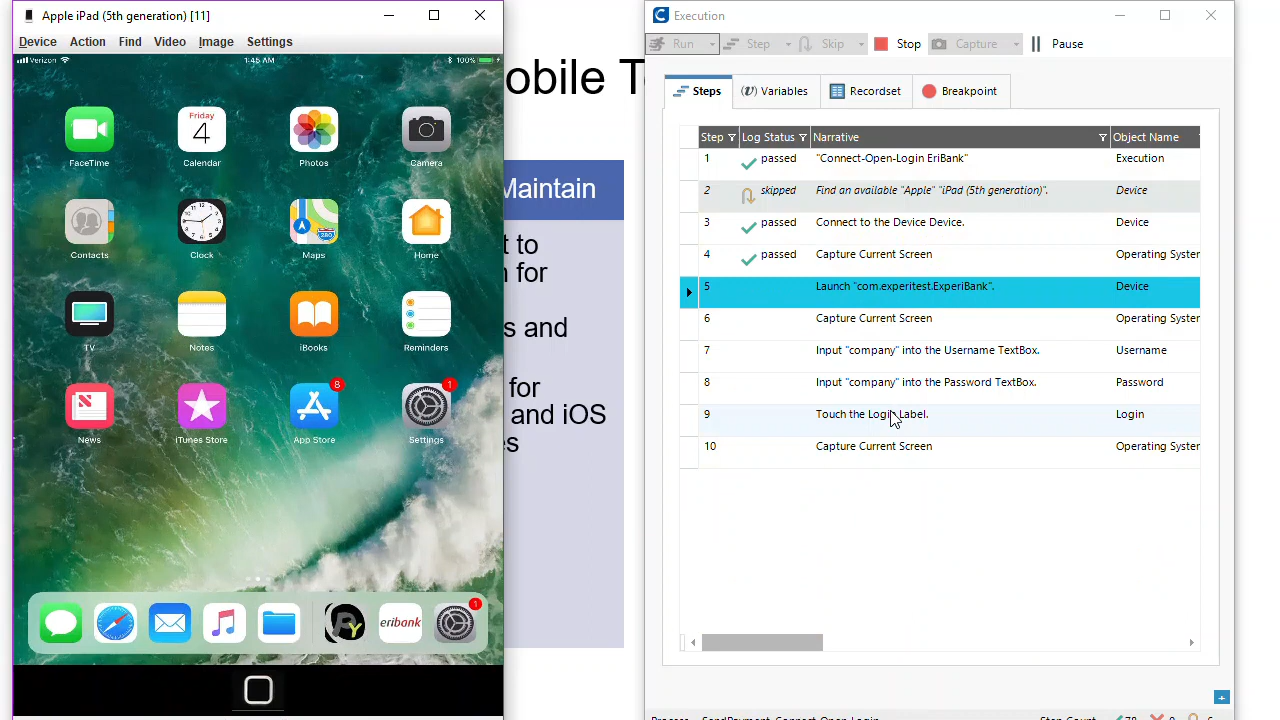 Apple iPad (5th generation) [11]
Device Action Find Video Image Settings
Verizon 1:45 AM 100%
Friday
4
FaceTime Calendar Photos Camera
280
Contacts Clock Maps Home
TV Notes iBooks Reminders
8 1
News iTunes Store App Store Settings
eribank
1
obile T
Maintain
t to
n for
s and
for
and iOS
es
Execution
Run Step Skip Stop Capture Pause
Steps (v) Variables Recordset Breakpoint
Step Log Status Narrative Object Name
1 passed "Connect-Open-Login EriBank" Execution
2 skipped Find an available "Apple" "iPad (5th generation)". Device
3 passed Connect to the Device Device. Device
4 passed Capture Current Screen Operating System
5 Launch "com.experitest.ExperiBank". Device
6 Capture Current Screen Operating System
7 Input "company" into the Username TextBox. Username
8 Input "company" into the Password TextBox. Password
9 Touch the Login Label. Login
10 Capture Current Screen Operating System